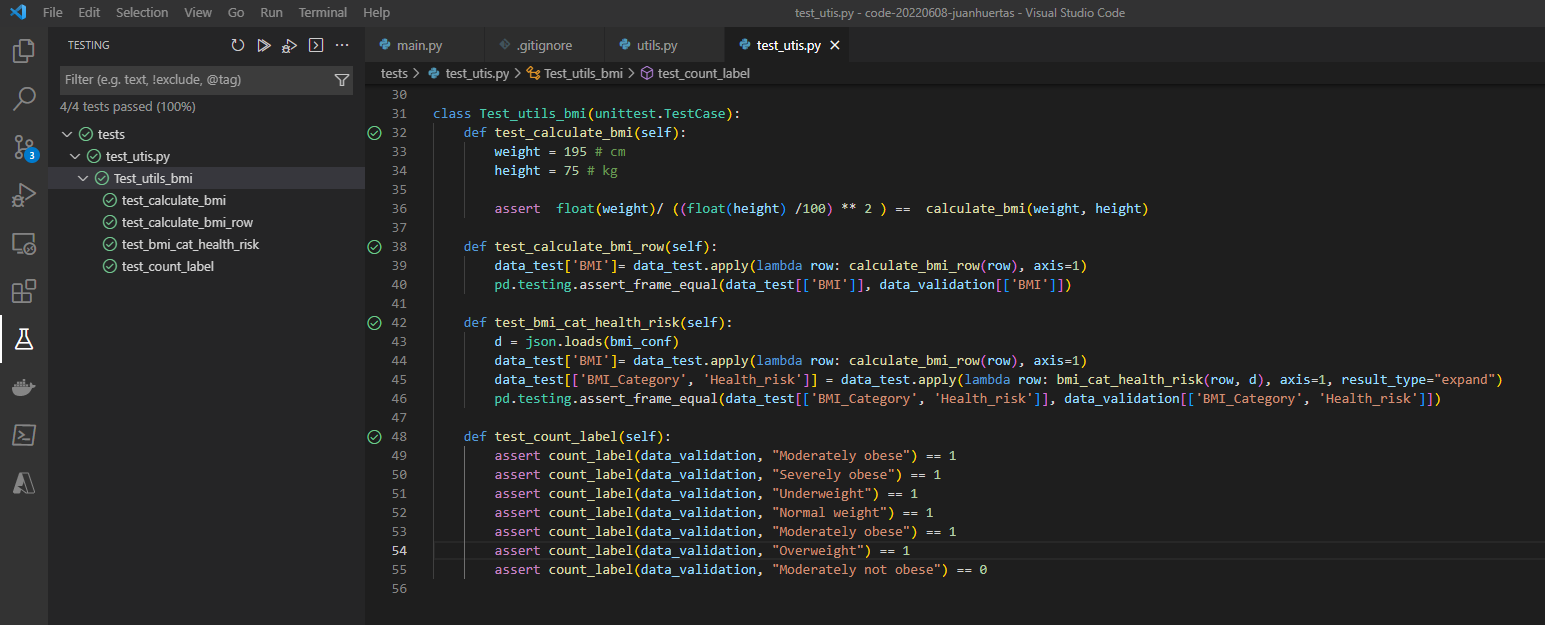 File Edit Selection View Go Run Terminal Help
test_utis.py - code-20220608-juanhuertas - Visual Studio Code
TESTING
Filter (e.g. text, !exclude, @tag)
4/4 tests passed (100%)
tests
test_utis.py
Test_utils_bmi
test_calculate_bmi
test_calculate_bmi_row
test_bmi_cat_health_risk
test_count_label
3
main.py .gitignore utils.py test_utis.py
tests > test_utis.py > Test_utils_bmi > test_count_label
30
31 class Test_utils_bmi(unittest.TestCase):
32     def test_calculate_bmi(self):
33         weight = 195 # cm
34         height = 75 # kg
35
36         assert  float(weight)/ ((float(height) /100) ** 2 ) ==  calculate_bmi(weight, height)
37
38     def test_calculate_bmi_row(self):
39         data_test['BMI']= data_test.apply(lambda row: calculate_bmi_row(row), axis=1)
40         pd.testing.assert_frame_equal(data_test[['BMI']], data_validation[['BMI']])
41
42     def test_bmi_cat_health_risk(self):
43         d = json.loads(bmi_conf)
44         data_test['BMI']= data_test.apply(lambda row: calculate_bmi_row(row), axis=1)
45         data_test[['BMI_Category', 'Health_risk']] = data_test.apply(lambda row: bmi_cat_health_risk(row, d), axis=1, result_type="expand")
46         pd.testing.assert_frame_equal(data_test[['BMI_Category', 'Health_risk']], data_validation[['BMI_Category', 'Health_risk']])
47
48     def test_count_label(self):
49         assert count_label(data_validation, "Moderately obese") == 1
50         assert count_label(data_validation, "Severely obese") == 1
51         assert count_label(data_validation, "Underweight") == 1
52         assert count_label(data_validation, "Normal weight") == 1
53         assert count_label(data_validation, "Moderately obese") == 1
54         assert count_label(data_validation, "Overweight") == 1
55         assert count_label(data_validation, "Moderately not obese") == 0
56